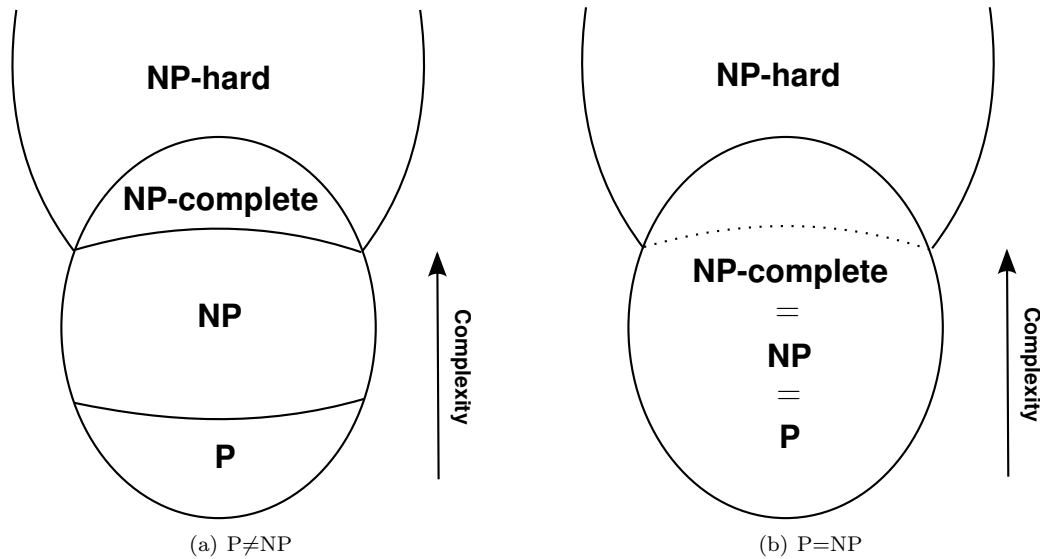 NP-hard
NP-complete
NP
P
Complexity
(a) P≠NP
NP-hard
NP-complete
=
NP
=
P
Complexity
(b) P=NP